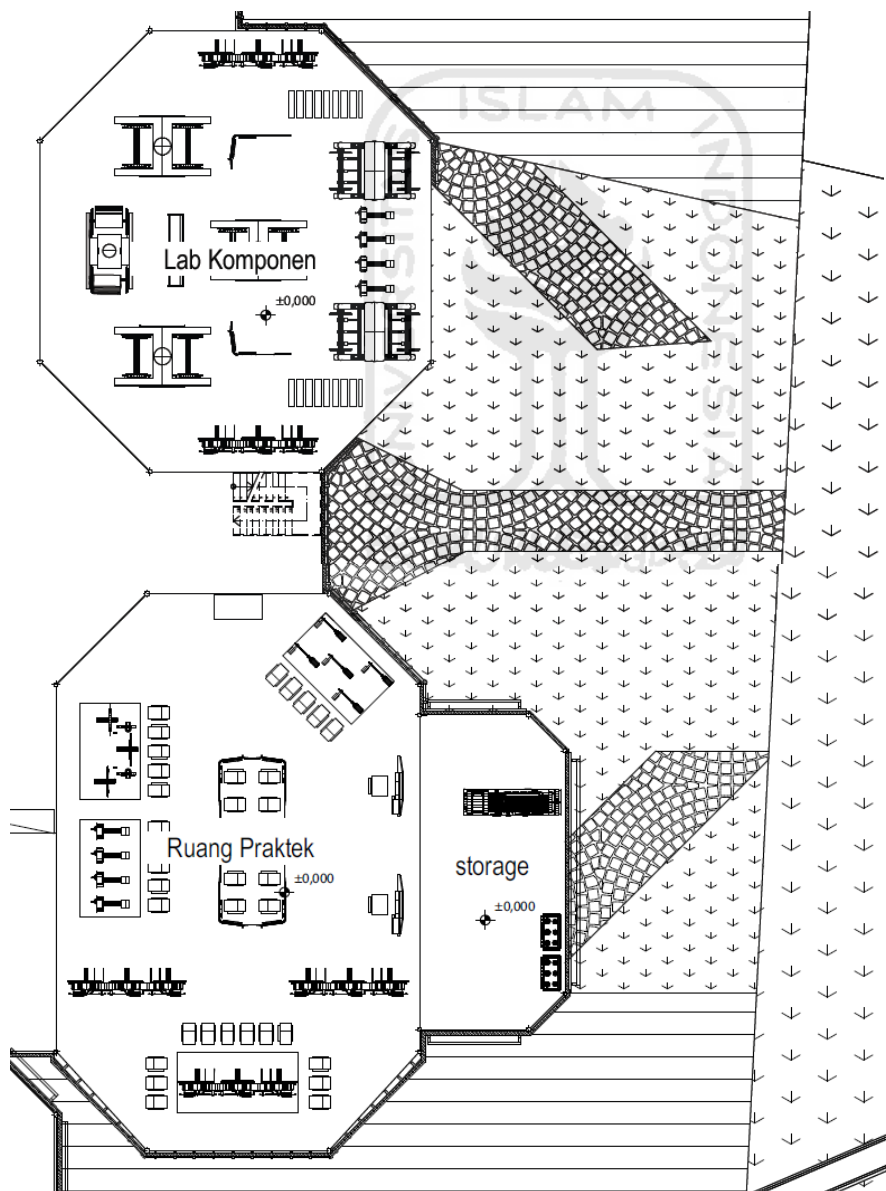 ISLAM
INDONESIA
Lab Komponen
±0,000
Ruang Praktek
±0,000
storage
±0,000